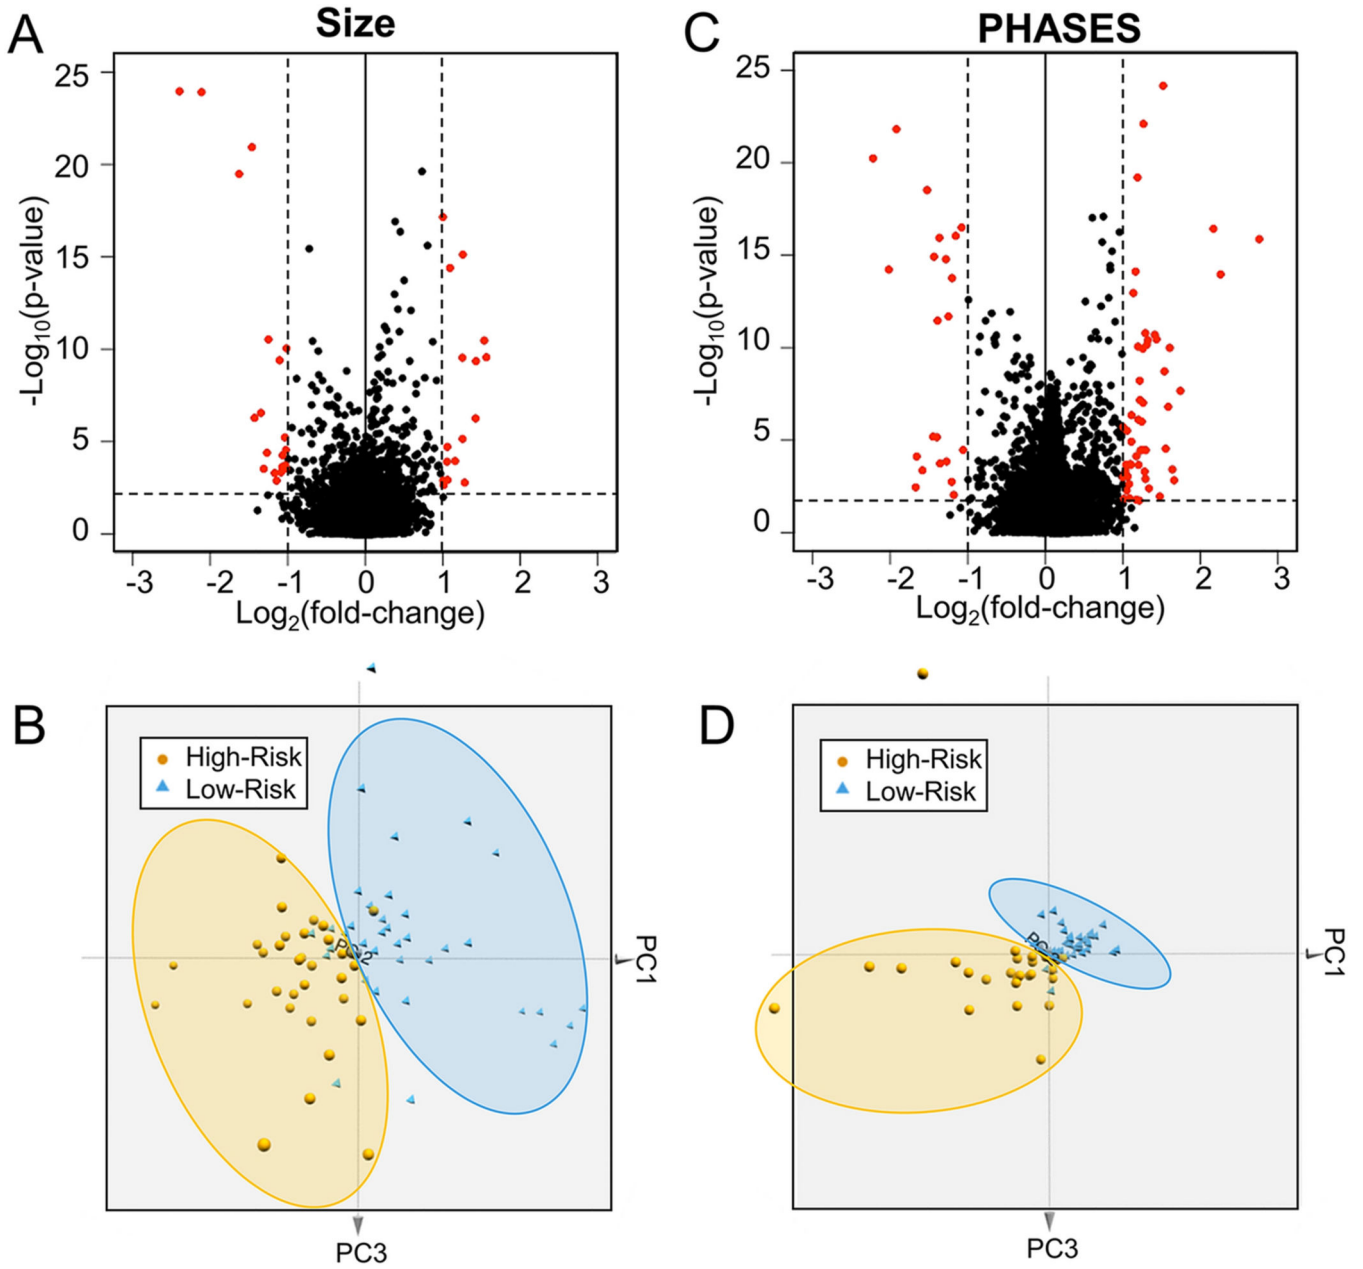 A
Size
-Log10(p-value)
25
20
15
10
5
0
-3 -2 -1 0 1 2 3
Log2(fold-change)
C
PHASES
-Log10(p-value)
25
20
15
10
5
0
-3 -2 -1 0 1 2 3
Log2(fold-change)
B
High-Risk
Low-Risk
PC1
PC3
D
High-Risk
Low-Risk
PC1
PC3